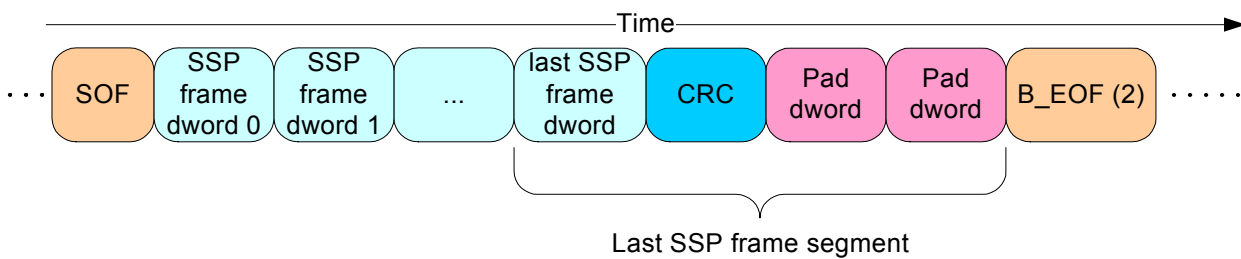 Time
SOF
SSP
frame
dword 0
SSP
frame
dword 1
...
last SSP
frame
dword
CRC
Pad
dword
Pad
dword
B_EOF (2)
Last SSP frame segment